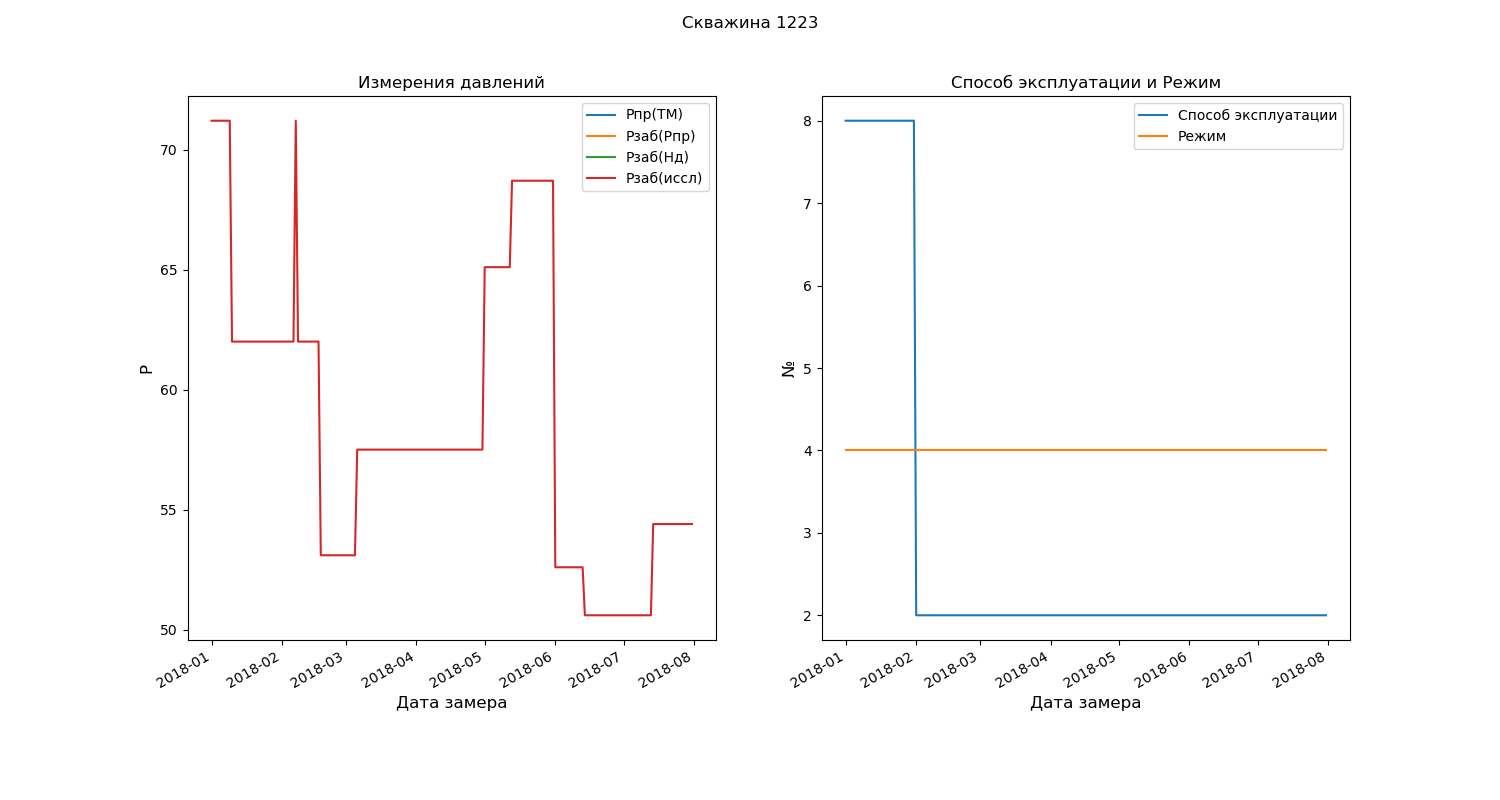 Скважина 1223
Измерения давлений
Рпр(ТМ)
Рзаб(Рпр)
Рзаб(Нд)
Рзаб(иссл)
70
65
60
55
50
Р
2018-01
2018-02
2018-03
2018-04
2018-05
2018-06
2018-07
2018-08
Дата замера
Способ эксплуатации и Режим
Способ эксплуатации
Режим
8
7
6
5
4
3
2
№
2018-01
2018-02
2018-03
2018-04
2018-05
2018-06
2018-07
2018-08
Дата замера